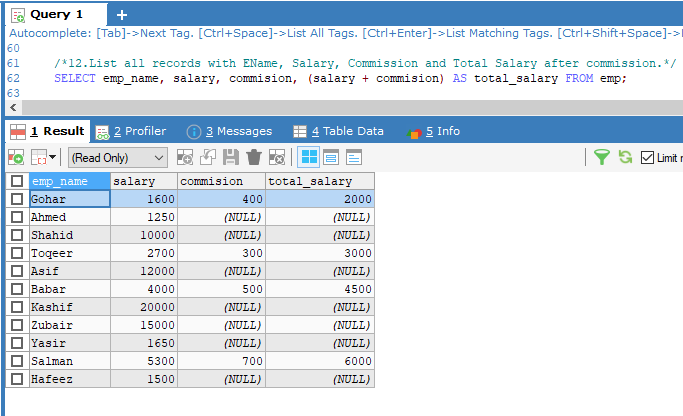 Query 1 +
Autocomplete: [Tab]->Next Tag. [Ctrl+Space]->List All Tags. [Ctrl+Enter]->List Matching Tags. [Ctrl+Shift+Space]->
60
61 /*12.List all records with EName, Salary, Commission and Total Salary after commission.*/
62 SELECT emp_name, salary, commision, (salary + commision) AS total_salary FROM emp;
63
1 Result 2 Profiler 3 Messages 4 Table Data 5 Info
(Read Only) Limit
emp_name salary commision total_salary
Gohar 1600 400 2000
Ahmed 1250 (NULL) (NULL)
Shahid 10000 (NULL) (NULL)
Toqeer 2700 300 3000
Asif 12000 (NULL) (NULL)
Babar 4000 500 4500
Kashif 20000 (NULL) (NULL)
Zubair 15000 (NULL) (NULL)
Yasir 1650 (NULL) (NULL)
Salman 5300 700 6000
Hafeez 1500 (NULL) (NULL)